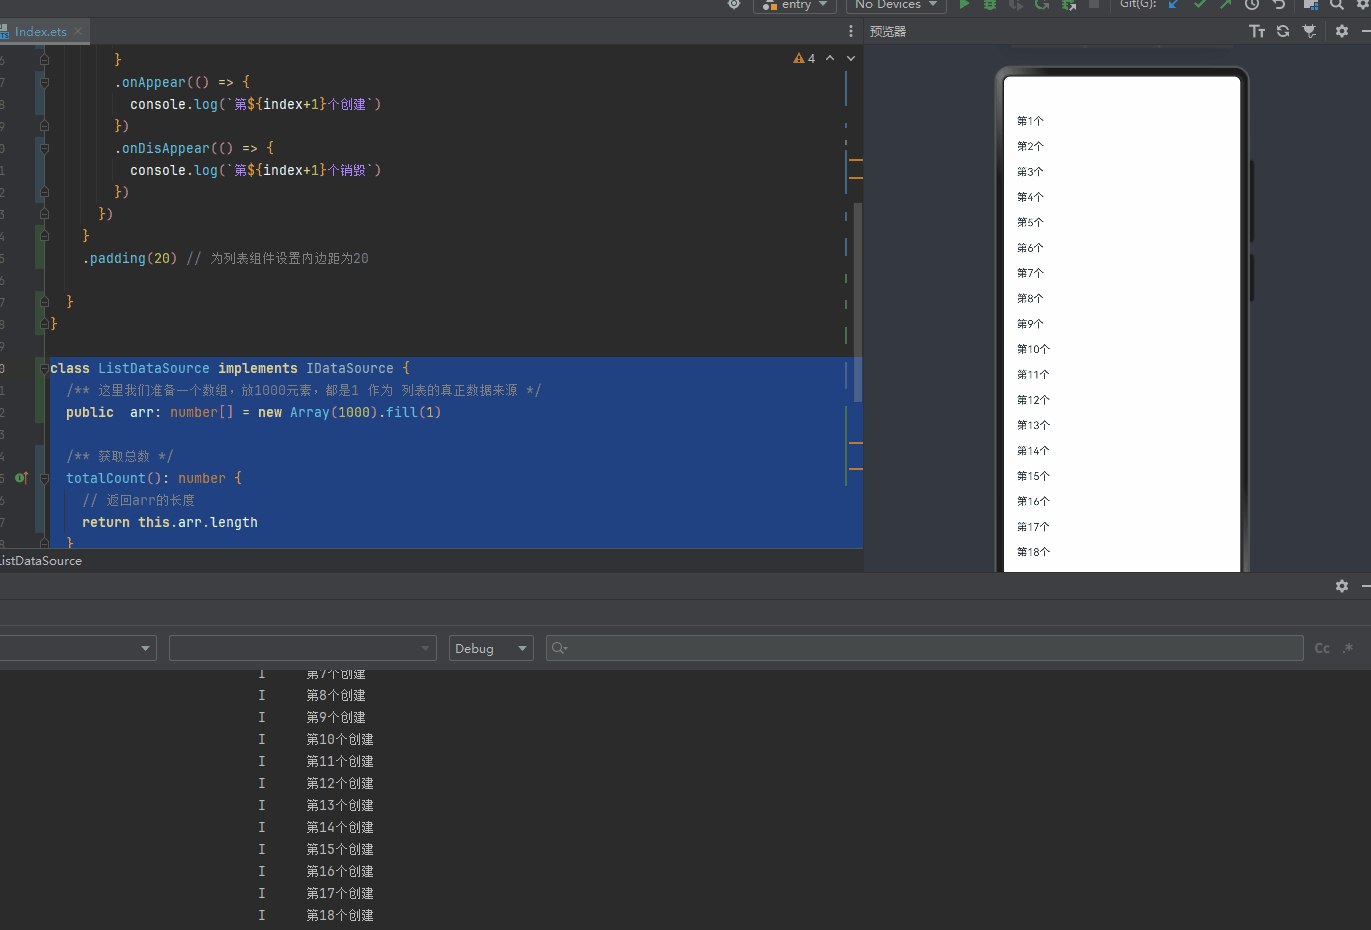 entry
No Devices
Git(G):
Index.ets
预览器
4
}
.onAppear(() => {
console.log(`第${index+1}个创建`)
})
.onDisAppear(() => {
console.log(`第${index+1}个销毁`)
})
})
}
.padding(20) // 为列表组件设置内边距为20
}
}
class ListDataSource implements IDataSource {
/** 这里我们准备一个数组，放1000元素，都是1 作为 列表的真正数据来源 */
public arr: number[] = new Array(1000).fill(1)
/** 获取总数 */
totalCount(): number {
// 返回arr的长度
return this.arr.length
}
istDataSource
第1个
第2个
第3个
第4个
第5个
第6个
第7个
第8个
第9个
第10个
第11个
第12个
第13个
第14个
第15个
第16个
第17个
第18个
Debug
Cc .*
I 第7个创建
I 第8个创建
I 第9个创建
I 第10个创建
I 第11个创建
I 第12个创建
I 第13个创建
I 第14个创建
I 第15个创建
I 第16个创建
I 第17个创建
I 第18个创建